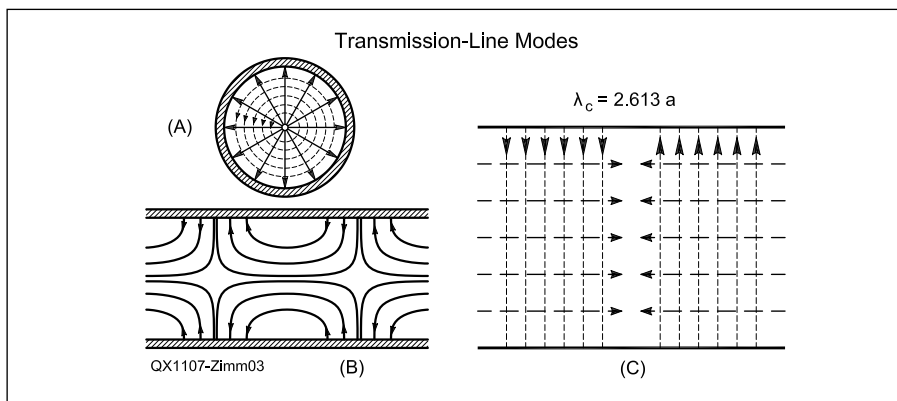 Transmission-Line Modes
λc = 2.613 a
(A)
QX1107-Zimm03
(B)
(C)